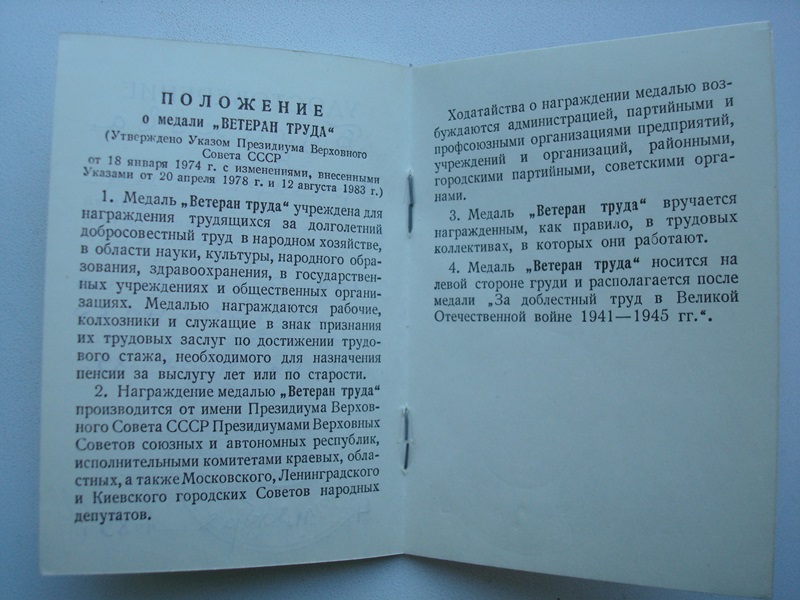 ПОЛОЖЕНИЕ
о медали „ВЕТЕРАН ТРУДА“
(Утверждено Указом Президиума Верховного
Совета СССР
от 18 января 1974 г. с изменениями, внесенными
Указами от 20 апреля 1978 г. и 12 августа 1983 г.)
1. Медаль „Ветеран труда“ учреждена для
награждения трудящихся за долголетний
добросовестный труд в народном хозяйстве,
в области науки, культуры, народного обра-
зования, здравоохранения, в государствен-
ных учреждениях и общественных органи-
зациях. Медалью награждаются рабочие,
колхозники и служащие в знак признания
их трудовых заслуг по достижении трудо-
вого стажа, необходимого для назначения
пенсии за выслугу лет или по старости.
2. Награждение медалью „Ветеран труда“
производится от имени Президиума Верхов-
ного Совета СССР Президиумами Верховных
Советов союзных и автономных республик,
исполнительными комитетами краевых, обла-
стных, а также Московского, Ленинградского
и Киевского городских Советов народных
депутатов.
Ходатайства о награждении медалью воз-
буждаются администрацией, партийными и
профсоюзными организациями предприятий,
учреждений и организаций, районными,
городскими партийными, советскими орга-
нами.
3. Медаль „Ветеран труда“ вручается
награжденным, как правило, в трудовых
коллективах, в которых они работают.
4. Медаль „Ветеран труда“ носится на
левой стороне груди и располагается после
медали „За доблестный труд в Великой
Отечественной войне 1941—1945 гг.“.